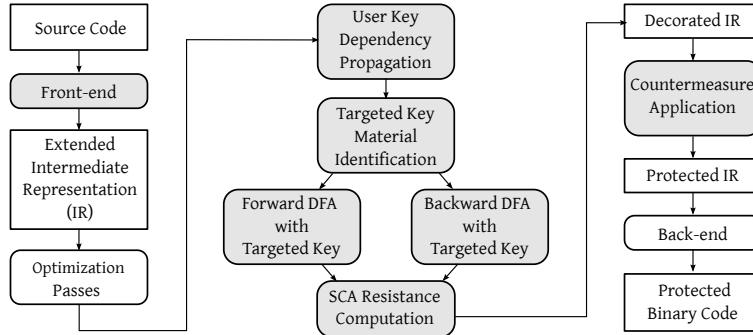 Source Code
Front-end
Extended
Intermediate
Representation
(IR)
Optimization
Passes
User Key
Dependency
Propagation
Targeted Key
Material
Identification
Forward DFA
with
Targeted Key
Backward DFA
with
Targeted Key
SCA Resistance
Computation
Decorated IR
Countermeasure
Application
Protected IR
Back-end
Protected
Binary Code